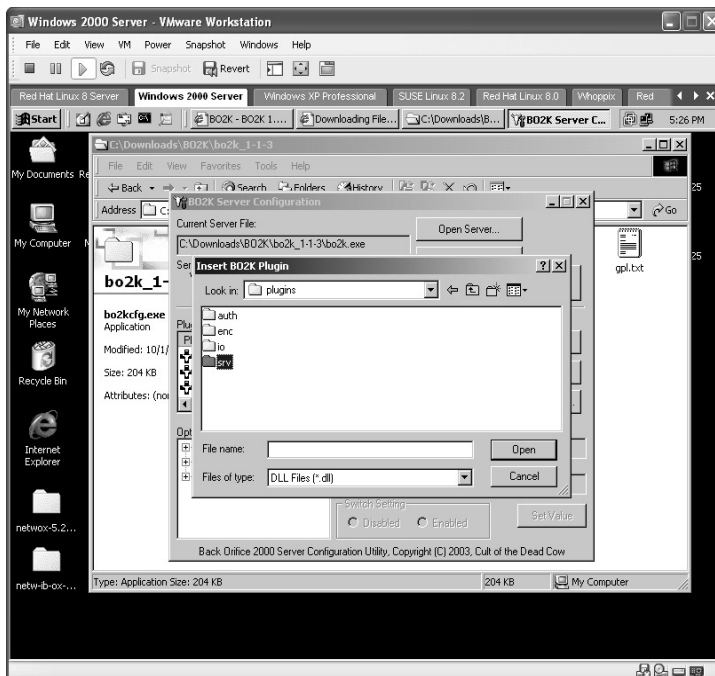 Windows 2000 Server - VMware Workstation
File Edit View VM Power Snapshot Windows Help
Snapshot Revert
Red Hat Linux 8 Server Windows 2000 Server Windows XP Professional SUSE Linux 8.2 Red Hat Linux 8.0 Whoppix Red
Start BO2K - BO2K 1.... Downloading File... C:\Downloads\B... BO2K Server C... 5:26 PM
C:\Downloads\BO2K\bo2k_1-1-3
File Edit View Favorites Tools Help
Back Search Folders History
Address C: Go
My Documents
My Computer
My Network Places
Recycle Bin
Internet Explorer
netwox-5.2...
netw-ib-ox-...
bo2k_1-
bo2kcfg.exe
Application
Modified: 10/1/
Size: 204 KB
Attributes: (nor
gpl.txt
25
25
BO2K Server Configuration
Current Server File:
C:\Downloads\BO2K\bo2k_1-1-3\bo2k.exe
Open Server...
Ser
Plu
Pl
Opt
Insert BO2K Plugin
Look in: plugins
auth
enc
io
srv
File name: Open
Files of type: DLL Files (*.dll) Cancel
Switch Setting
Disabled Enabled
Set Value
Back Orifice 2000 Server Configuration Utility, Copyright (C) 2003, Cult of the Dead Cow
Type: Application Size: 204 KB 204 KB My Computer